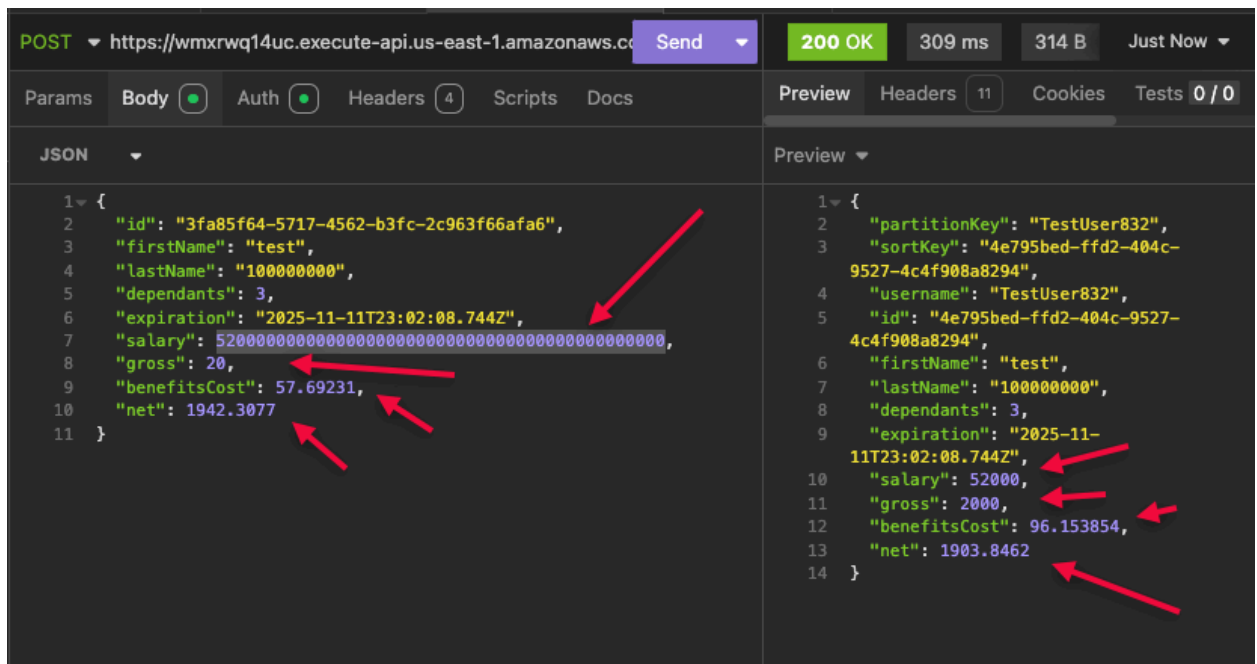 POST https://wmxrwq14uc.execute-api.us-east-1.amazonaws.c Send
Params Body Auth Headers 4 Scripts Docs
JSON
1 {
2 "id": "3fa85f64-5717-4562-b3fc-2c963f66afa6",
3 "firstName": "test",
4 "lastName": "100000000",
5 "dependants": 3,
6 "expiration": "2025-11-11T23:02:08.744Z",
7 "salary": 520000000000000000000000000000000000000000000,
8 "gross": 20,
9 "benefitsCost": 57.69231,
10 "net": 1942.3077
11 }
200 OK 309 ms 314 B Just Now
Preview Headers 11 Cookies Tests 0 / 0
Preview
1 {
2 "partitionKey": "TestUser832",
3 "sortKey": "4e795bed-ffd2-404c-
9527-4c4f908a8294",
4 "username": "TestUser832",
5 "id": "4e795bed-ffd2-404c-9527-
4c4f908a8294",
6 "firstName": "test",
7 "lastName": "100000000",
8 "dependants": 3,
9 "expiration": "2025-11-
11T23:02:08.744Z",
10 "salary": 52000,
11 "gross": 2000,
12 "benefitsCost": 96.153854,
13 "net": 1903.8462
14 }